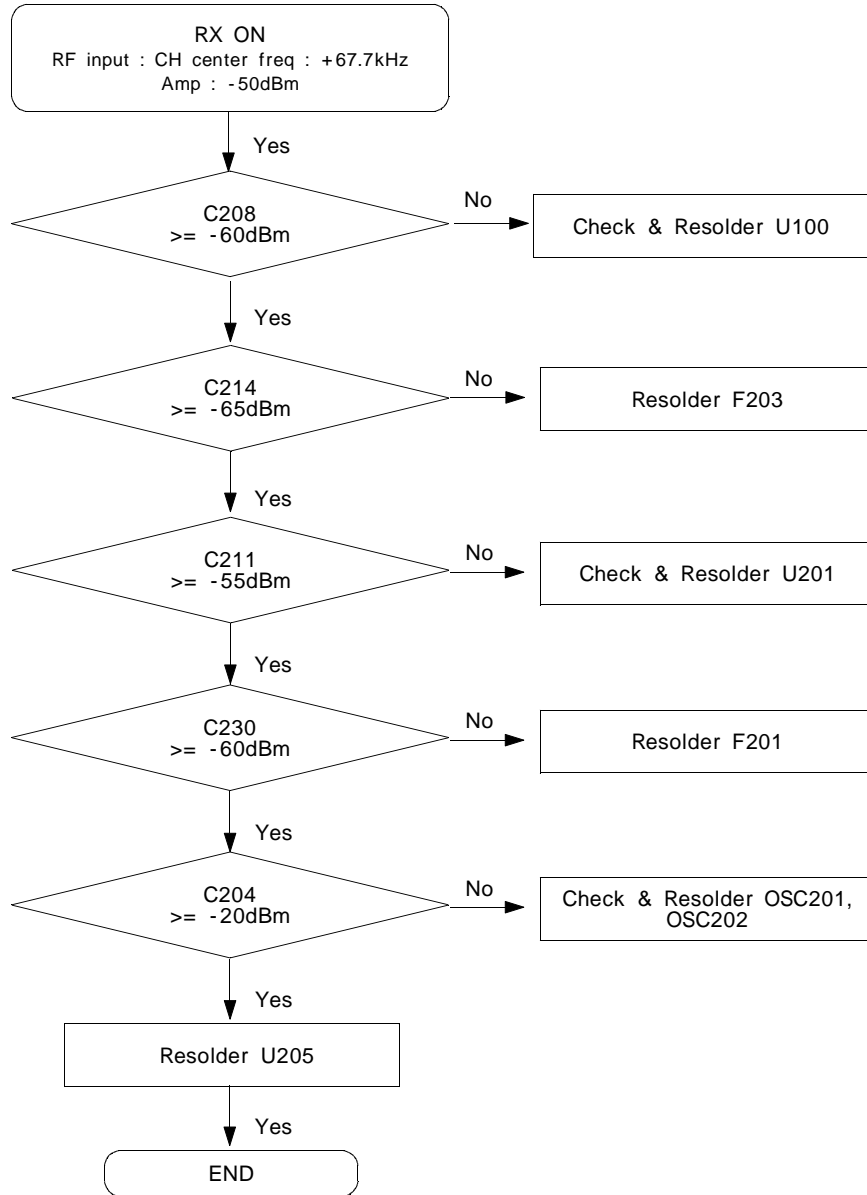 RX ON
RF input : CH center freq : +67.7kHz
Amp : -50dBm
Yes
C208
>= -60dBm
No
Check & Resolder U100
Yes
C214
>= -65dBm
No
Resolder F203
Yes
C211
>= -55dBm
No
Check & Resolder U201
Yes
C230
>= -60dBm
No
Resolder F201
Yes
C204
>= -20dBm
No
Check & Resolder OSC201,
OSC202
Yes
Resolder U205
Yes
END